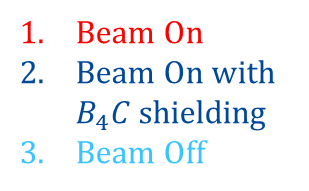 1. Beam On
2. Beam On with
B₄C shielding
3. Beam Off